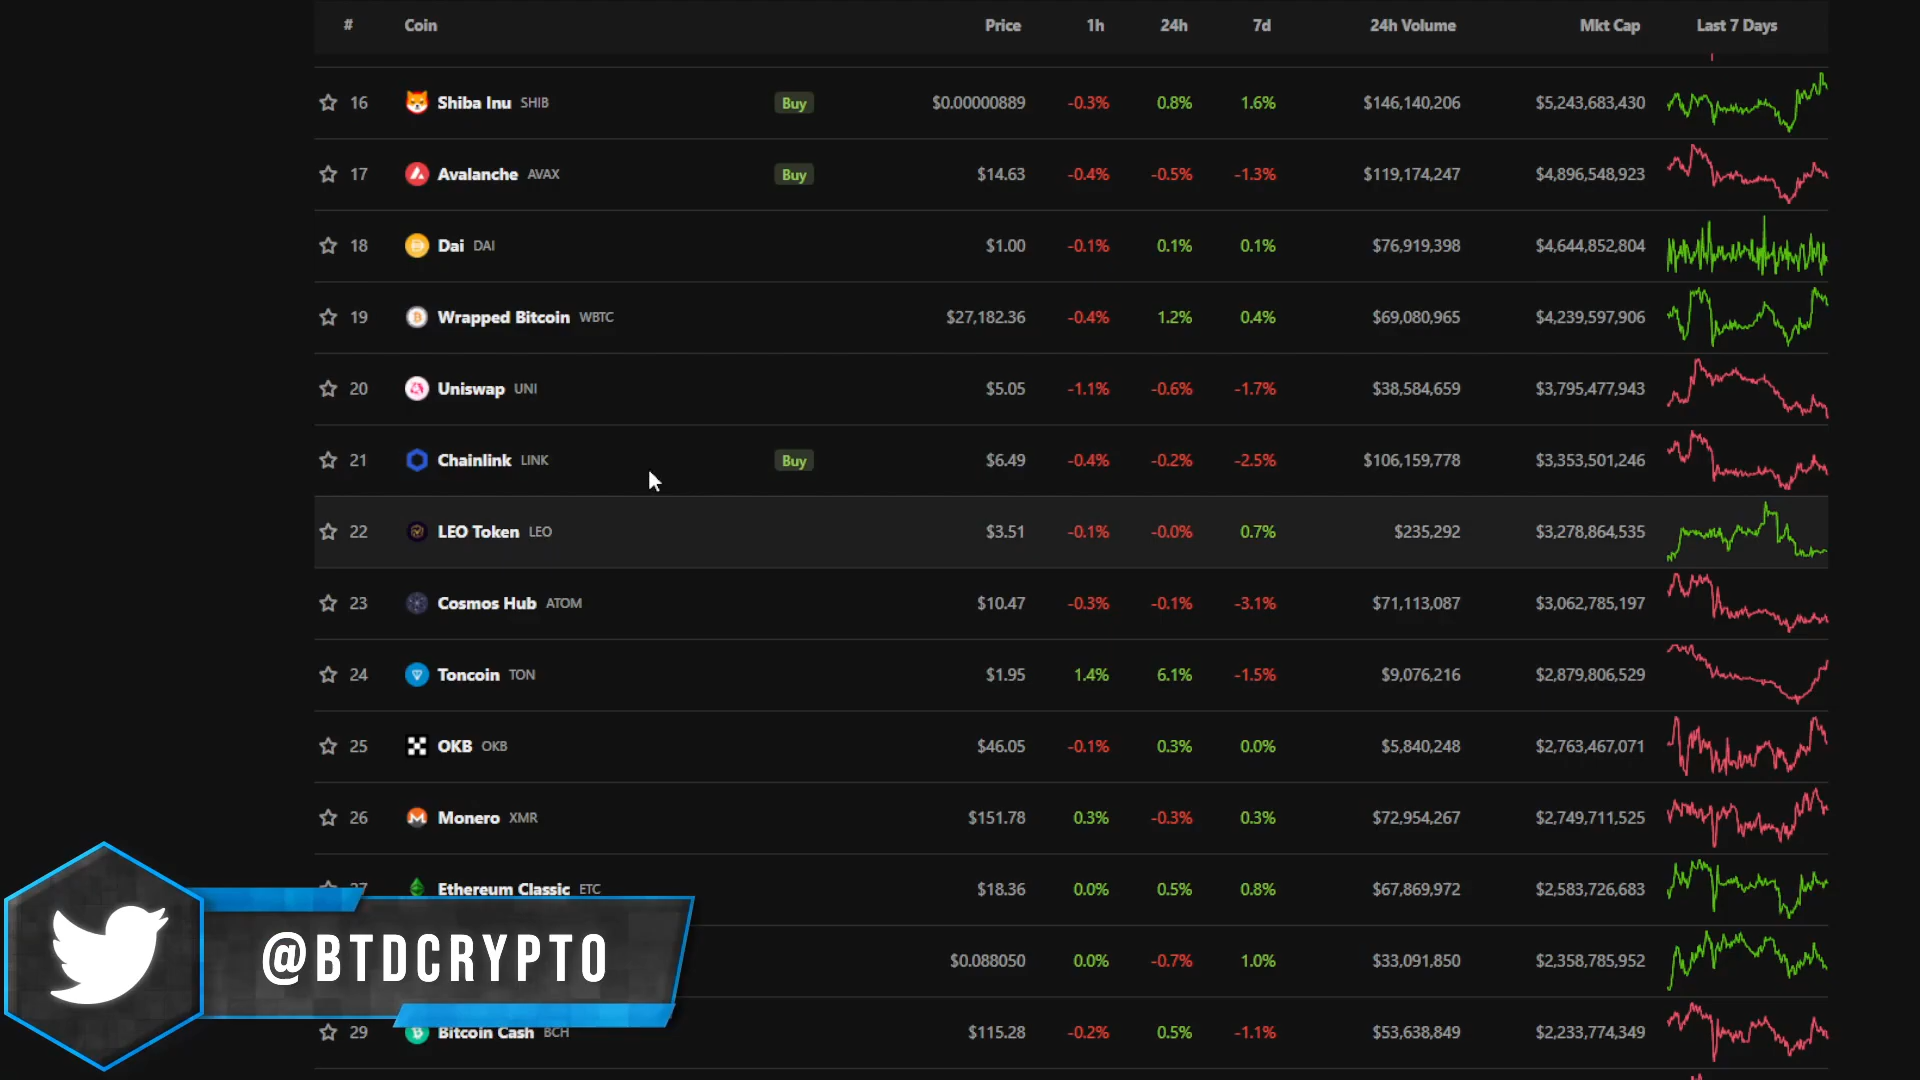 # Coin Price 1h 24h 7d 24h Volume Mkt Cap Last 7 Days
16 Shiba Inu SHIB Buy $0.00000889 -0.3% 0.8% 1.6% $146,140,206 $5,243,683,430
17 Avalanche AVAX Buy $14.63 -0.4% -0.5% -1.3% $119,174,247 $4,896,548,923
18 Dai DAI $1.00 -0.1% 0.1% 0.1% $76,919,398 $4,644,852,804
19 Wrapped Bitcoin WBTC $27,182.36 -0.4% 1.2% 0.4% $69,080,965 $4,239,597,906
20 Uniswap UNI $5.05 -1.1% -0.6% -1.7% $38,584,659 $3,795,477,943
21 Chainlink LINK Buy $6.49 -0.4% -0.2% -2.5% $106,159,778 $3,353,501,246
22 LEO Token LEO $3.51 -0.1% -0.0% 0.7% $235,292 $3,278,864,535
23 Cosmos Hub ATOM $10.47 -0.3% -0.1% -3.1% $71,113,087 $3,062,785,197
24 Toncoin TON $1.95 1.4% 6.1% -1.5% $9,076,216 $2,879,806,529
25 OKB OKB $46.05 -0.1% 0.3% 0.0% $5,840,248 $2,763,467,071
26 Monero XMR $151.78 0.3% -0.3% 0.3% $72,954,267 $2,749,711,525
27 Ethereum Classic ETC $18.36 0.0% 0.5% 0.8% $67,869,972 $2,583,726,683
@BTDCRYPTO
$0.088050 0.0% -0.7% 1.0% $33,091,850 $2,358,785,952
29 Bitcoin Cash BCH $115.28 -0.2% 0.5% -1.1% $53,638,849 $2,233,774,349